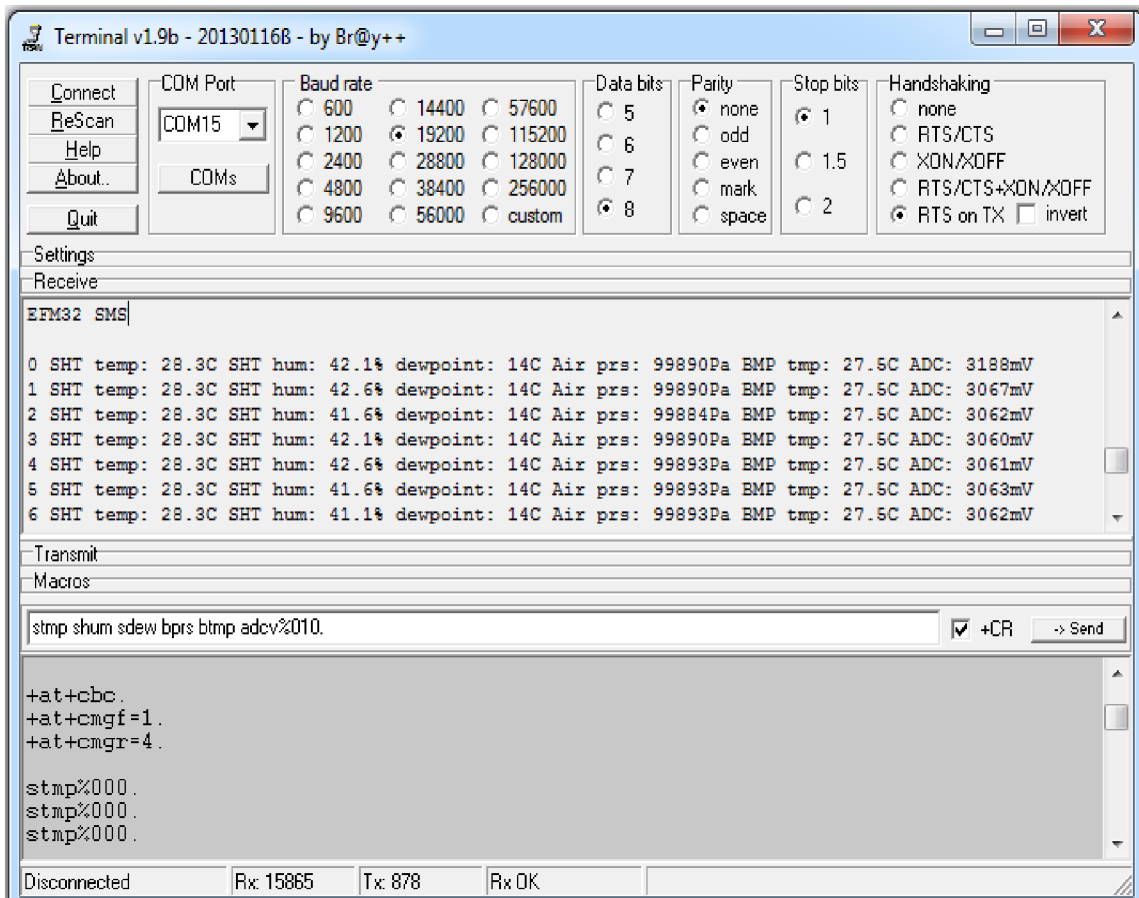 Terminal v1.9b - 20130116ß - by Br@y++
Connect
ReScan
Help
About..
Quit
COM Port
COM15
COMs
Baud rate
600 14400 57600
1200 19200 115200
2400 28800 128000
4800 38400 256000
9600 56000 custom
Data bits
5
6
7
8
Parity
none
odd
even
mark
space
Stop bits
1
1.5
2
Handshaking
none
RTS/CTS
XON/XOFF
RTS/CTS+XON/XOFF
RTS on TX invert
Settings
Receive
EFM32 SMS
0 SHT temp: 28.3C SHT hum: 42.1% dewpoint: 14C Air prs: 99890Pa BMP tmp: 27.5C ADC: 3188mV
1 SHT temp: 28.3C SHT hum: 42.6% dewpoint: 14C Air prs: 99890Pa BMP tmp: 27.5C ADC: 3067mV
2 SHT temp: 28.3C SHT hum: 41.6% dewpoint: 14C Air prs: 99884Pa BMP tmp: 27.5C ADC: 3062mV
3 SHT temp: 28.3C SHT hum: 42.1% dewpoint: 14C Air prs: 99890Pa BMP tmp: 27.5C ADC: 3060mV
4 SHT temp: 28.3C SHT hum: 42.6% dewpoint: 14C Air prs: 99893Pa BMP tmp: 27.5C ADC: 3061mV
5 SHT temp: 28.3C SHT hum: 41.6% dewpoint: 14C Air prs: 99893Pa BMP tmp: 27.5C ADC: 3063mV
6 SHT temp: 28.3C SHT hum: 41.1% dewpoint: 14C Air prs: 99893Pa BMP tmp: 27.5C ADC: 3062mV
Transmit
Macros
stmp shum sdew bprs btmp adcv%010. +CR -> Send
+at+cbc.
+at+cmgf=1.
+at+cmgr=4.
stmp%000.
stmp%000.
stmp%000.
Disconnected Rx: 15865 Tx: 878 Rx OK